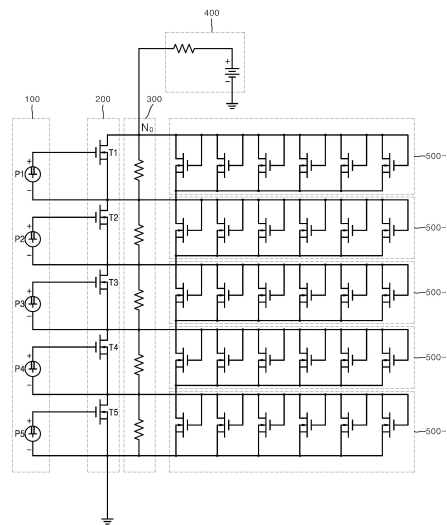 400
100
200
300
N₀
+
−
P1
+
−
T1
500-
P2
+
−
T2
500-
P3
+
−
T3
500-
P4
+
−
T4
500-
P5
+
−
T5
500-